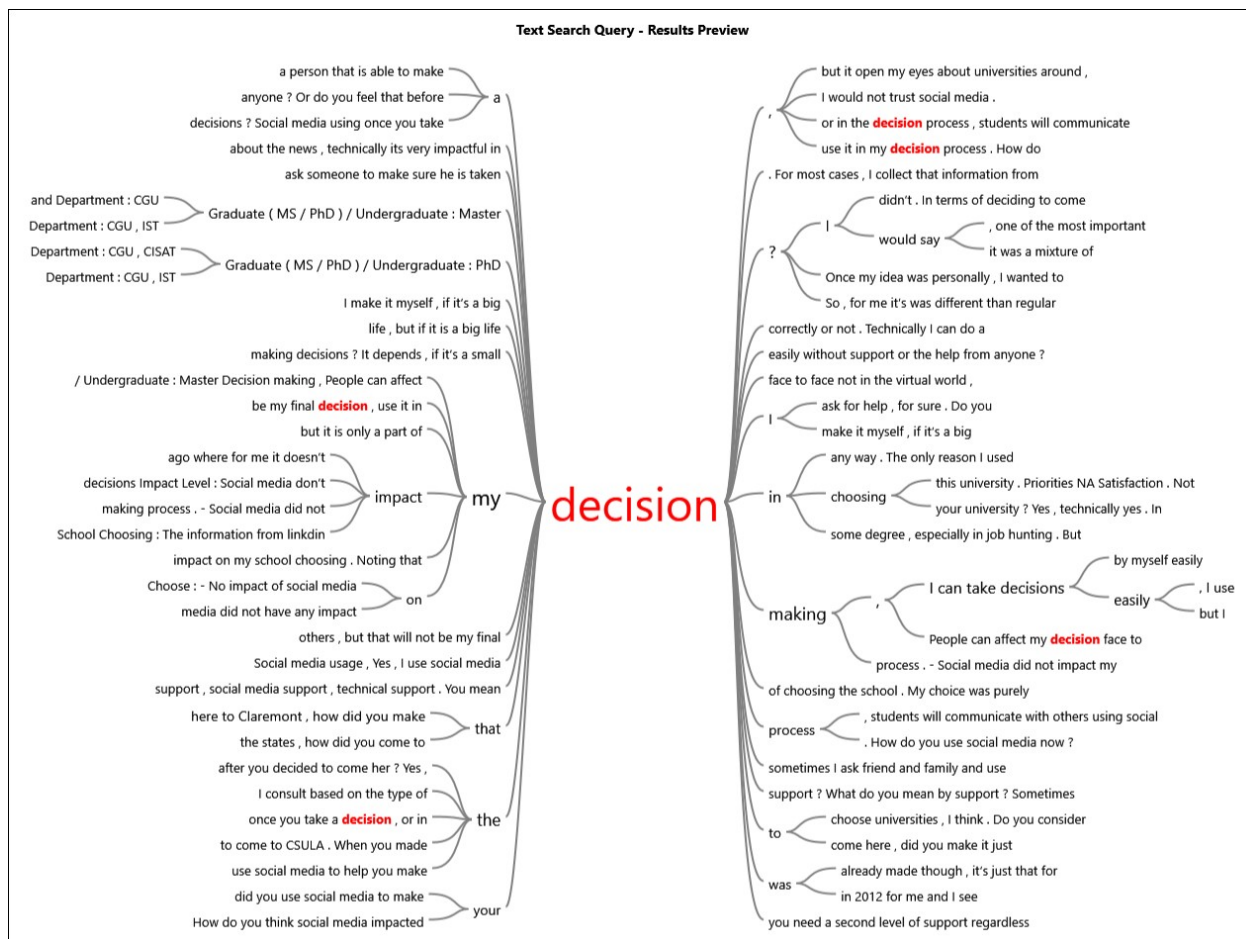 Text Search Query - Results Preview
a person that is able to make
anyone ? Or do you feel that before
a
decisions ? Social media using once you take
about the news , technically its very impactful in
ask someone to make sure he is taken
and Department : CGU
Graduate ( MS / PhD ) / Undergraduate : Master
Department : CGU , IST
Department : CGU , CISAT
Graduate ( MS / PhD ) / Undergraduate : PhD
Department : CGU , IST
I make it myself , if it's a big
life , but if it is a big life
making decisions ? It depends , if it's a small
/ Undergraduate : Master Decision making , People can affect
be my final decision , use it in
but it is only a part of
ago where for me it doesn't
decisions Impact Level : Social media don't
impact
my
making process . - Social media did not
School Choosing : The information from linkdin
impact on my school choosing . Noting that
Choose : - No impact of social media
on
media did not have any impact
others , but that will not be my final
Social media usage , Yes , I use social media
support , social media support , technical support . You mean
here to Claremont , how did you make
that
the states , how did you come to
after you decided to come her ? Yes ,
I consult based on the type of
once you take a decision , or in
the
to come to CSULA . When you made
use social media to help you make
did you use social media to make
your
How do you think social media impacted
decision
but it open my eyes about universities around ,
I would not trust social media .
,
or in the decision process , students will communicate
use it in my decision process . How do
. For most cases , I collect that information from
?
I
didn't . In terms of deciding to come
would say
, one of the most important
it was a mixture of
Once my idea was personally , I wanted to
So , for me it's was different than regular
correctly or not . Technically I can do a
easily without support or the help from anyone ?
face to face not in the virtual world ,
I
ask for help , for sure . Do you
make it myself , if it's a big
in
any way . The only reason I used
choosing
this university . Priorities NA Satisfaction . Not
your university ? Yes , technically yes . In
some degree , especially in job hunting . But
making
,
I can take decisions
by myself easily
easily
, I use
but I
People can affect my decision face to
process . - Social media did not impact my
of choosing the school . My choice was purely
process
, students will communicate with others using social
. How do you use social media now ?
sometimes I ask friend and family and use
support ? What do you mean by support ? Sometimes
to
choose universities , I think . Do you consider
come here , did you make it just
was
already made though , it's just that for
in 2012 for me and I see
you need a second level of support regardless